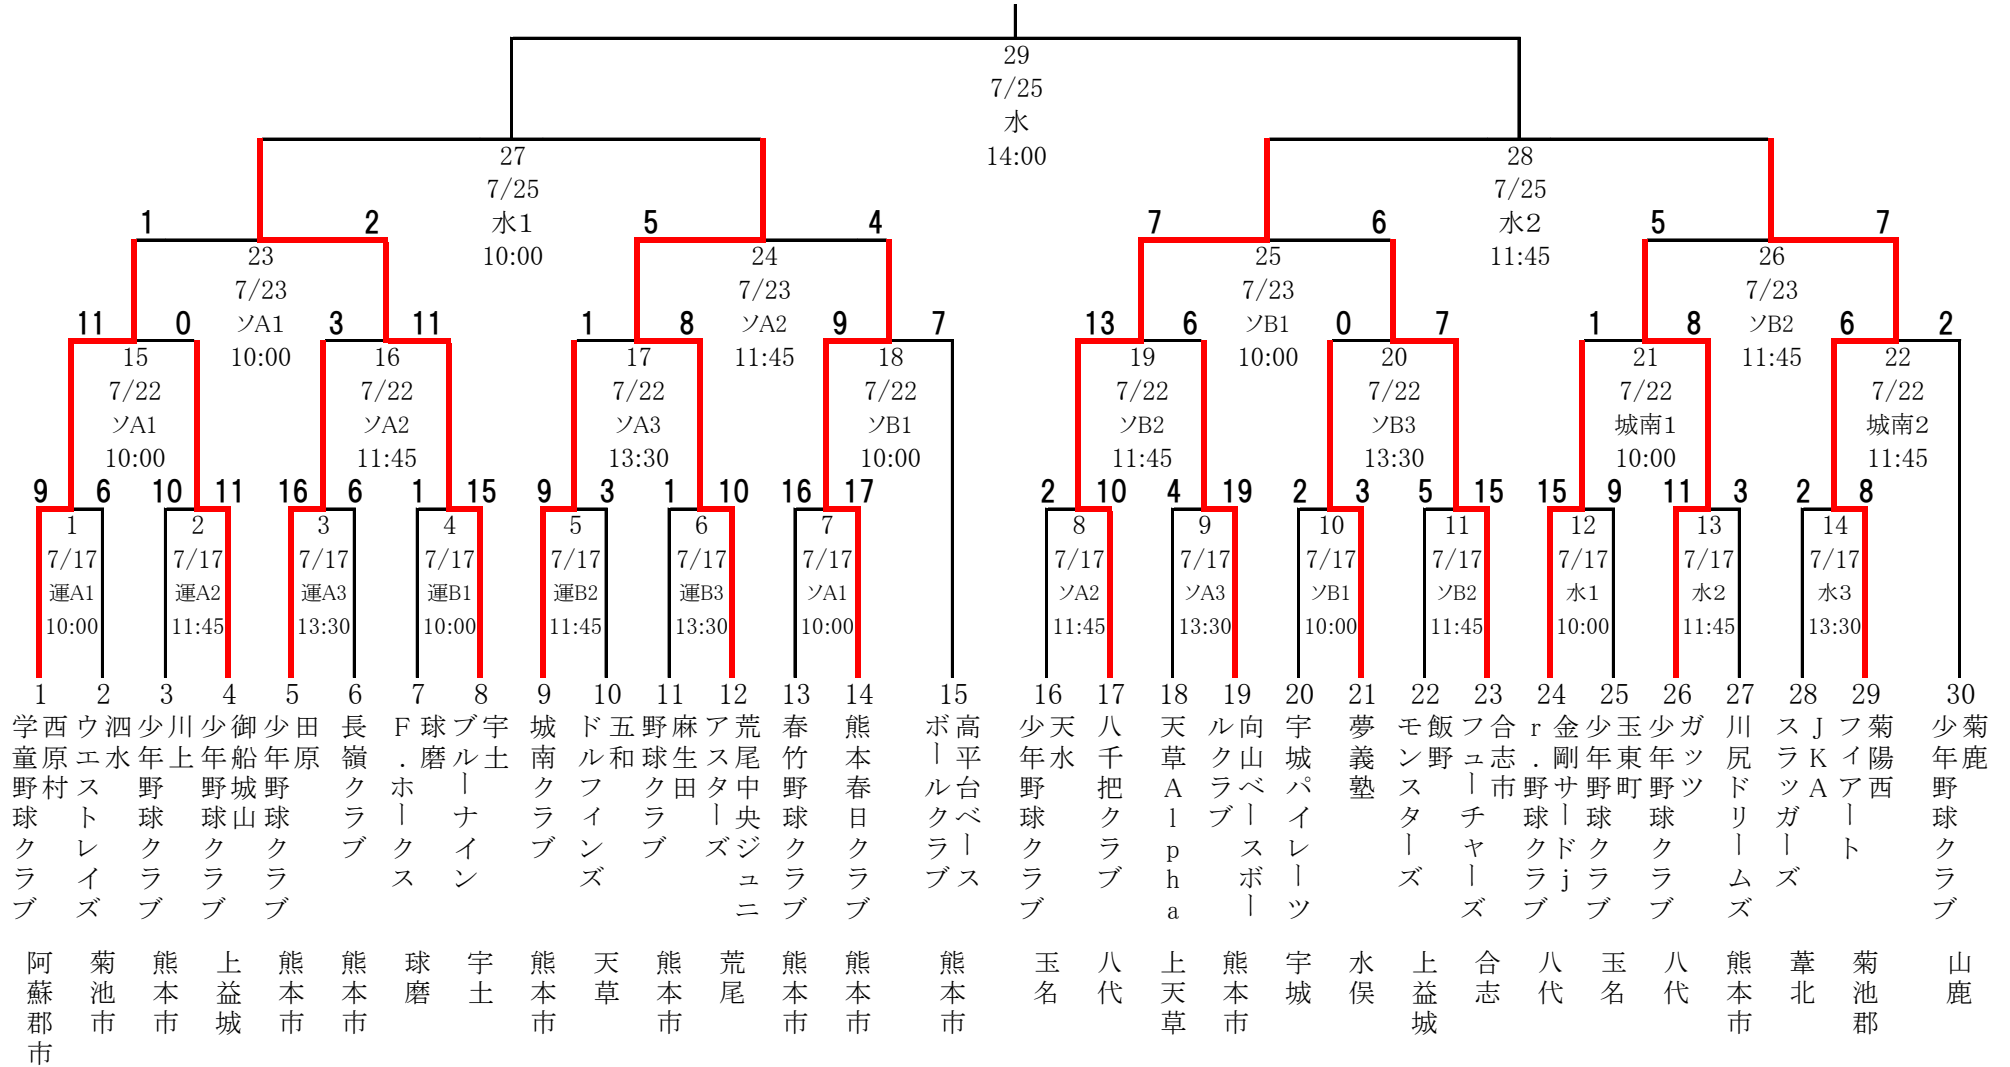 29
7/25
水
14:00
27
7/25
水1
10:00
28
7/25
水2
11:45
1 2 5 4 7 6 5 7
23
7/23
ソA1
10:00
24
7/23
ソA2
11:45
25
7/23
ソB1
10:00
26
7/23
ソB2
11:45
11 0 3 11 1 8 9 7 13 6 0 7 1 8 6 2
15
7/22
ソA1
10:00
16
7/22
ソA2
11:45
17
7/22
ソA3
13:30
18
7/22
ソB1
10:00
19
7/22
ソB2
11:45
20
7/22
ソB3
13:30
21
7/22
城南1
10:00
22
7/22
城南2
11:45
9 6 10 11 16 6 1 15 9 3 1 10 16 17 2 10 4 19 2 3 5 15 15 9 11 3 2 8
1
7/17
運A1
10:00
2
7/17
運A2
11:45
3
7/17
運A3
13:30
4
7/17
運B1
10:00
5
7/17
運B2
11:45
6
7/17
運B3
13:30
7
7/17
ソA1
10:00
8
7/17
ソA2
11:45
9
7/17
ソA3
13:30
10
7/17
ソB1
10:00
11
7/17
ソB2
11:45
12
7/17
水1
10:00
13
7/17
水2
11:45
14
7/17
水3
13:30
1
西原村
学童野球クラブ
阿蘇郡市
2
泗水
ウエストレイズ
菊池市
3
川上
少年野球クラブ
熊本市
4
御船城山
少年野球クラブ
上益城
5
田原
少年野球クラブ
熊本市
6
長嶺クラブ
熊本市
7
球磨
F.ホークス
球磨
8
宇土
ブルーナイン
宇土
9
城南クラブ
熊本市
10
五和
ドルフィンズ
天草
11
麻生田
野球クラブ
熊本市
12
荒尾中央ジュニ
アスターズ
荒尾
13
春竹野球クラブ
熊本市
14
熊本春日クラブ
熊本市
15
高平台ベース
ボールクラブ
熊本市
16
天水
少年野球クラブ
玉名
17
八千把クラブ
八代
18
天草Alpha
上天草
19
向山ベースボー
ルクラブ
熊本市
20
宇城パイレーツ
宇城
21
夢義塾
水俣
22
飯野
モンスターズ
上益城
23
合志市
フューチャーズ
合志
24
金剛サードj
r.野球クラブ
八代
25
玉東町
少年野球クラブ
玉名
26
ガッツ
少年野球クラブ
八代
27
川尻ドリームズ
熊本市
28
JKA
スラッガーズ
葦北
29
菊陽西
フィアート
菊池郡
30
菊鹿
少年野球クラブ
山鹿